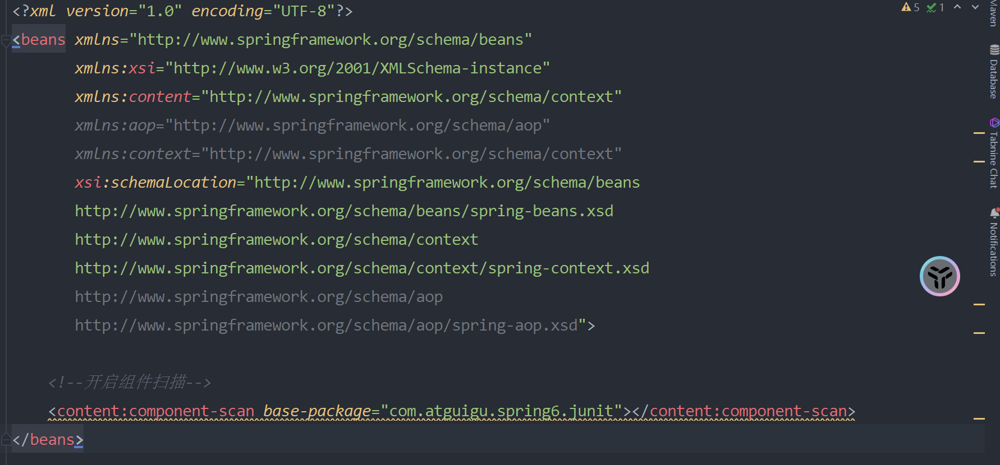 <?xml version="1.0" encoding="UTF-8"?>
<beans xmlns="http://www.springframework.org/schema/beans"
xmlns:xsi="http://www.w3.org/2001/XMLSchema-instance"
xmlns:content="http://www.springframework.org/schema/context"
xmlns:aop="http://www.springframework.org/schema/aop"
xmlns:context="http://www.springframework.org/schema/context"
xsi:schemaLocation="http://www.springframework.org/schema/beans
http://www.springframework.org/schema/beans/spring-beans.xsd
http://www.springframework.org/schema/context
http://www.springframework.org/schema/context/spring-context.xsd
http://www.springframework.org/schema/aop
http://www.springframework.org/schema/aop/spring-aop.xsd">
<!--开启组件扫描-->
<content:component-scan base-package="com.atguigu.spring6.junit"></content:component-scan>
</beans>
5 1
Maven
Database
Tabnine Chat
Notifications